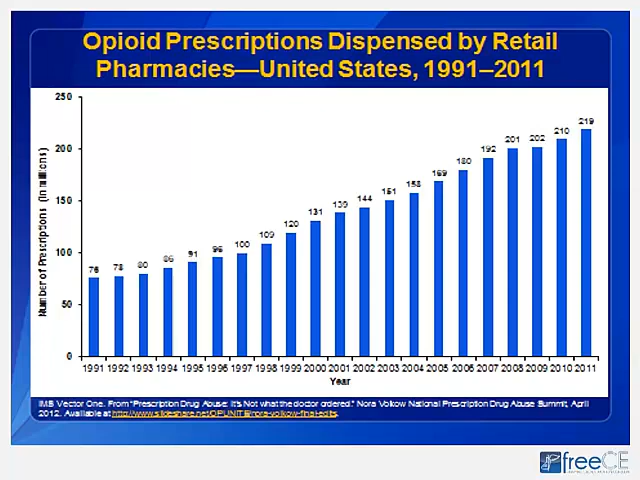 Opioid Prescriptions Dispensed by Retail
Pharmacies—United States, 1991–2011
250
200
150
100
50
0
Number of Prescriptions (in millions)
76 78 80 86 91 96 100 109 120 131 139 144 151 158 169 180 192 201 202 210 219
1991 1992 1993 1994 1995 1996 1997 1998 1999 2000 2001 2002 2003 2004 2005 2006 2007 2008 2009 2010 2011
Year
IMS Vector One. From "Prescription Drug Abuse: It's Not what the doctor ordered." Nora Volkow National Prescription Drug Abuse Summit, April
2012. Available at
freeCE